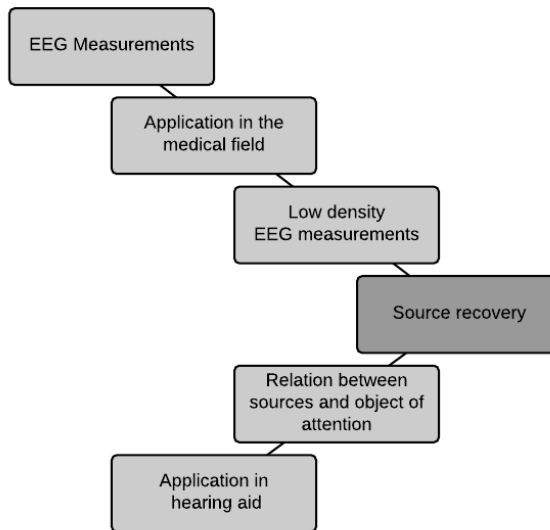 EEG Measurements
Application in the
medical field
Low density
EEG measurements
Source recovery
Relation between
sources and object of
attention
Application in
hearing aid